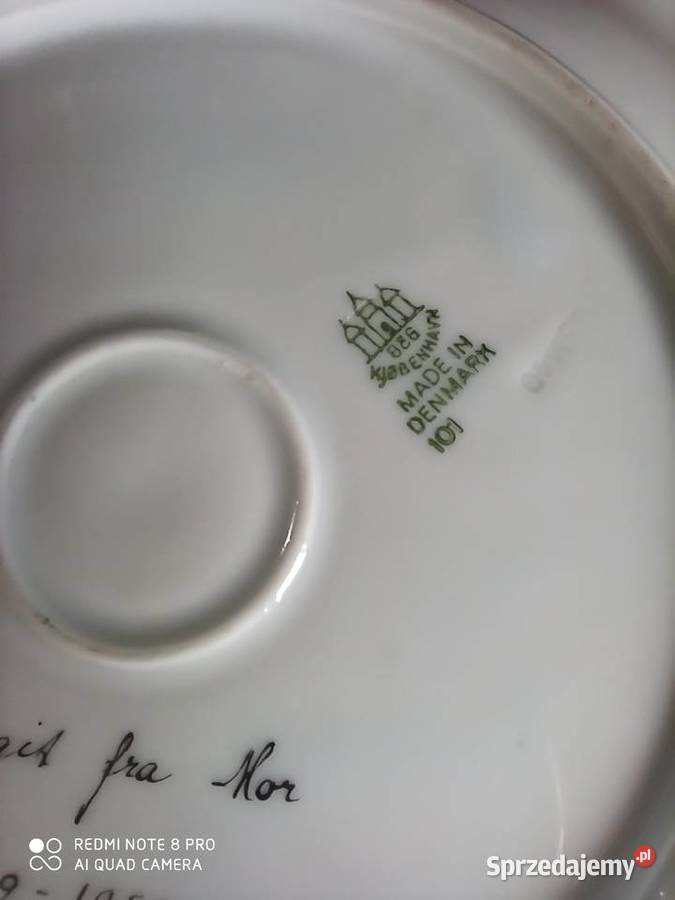 B&G
KJØBENHAVN
MADE IN
DENMARK
101
fra Mor
REDMI NOTE 8 PRO
AI QUAD CAMERA
Sprzedajemy.pl